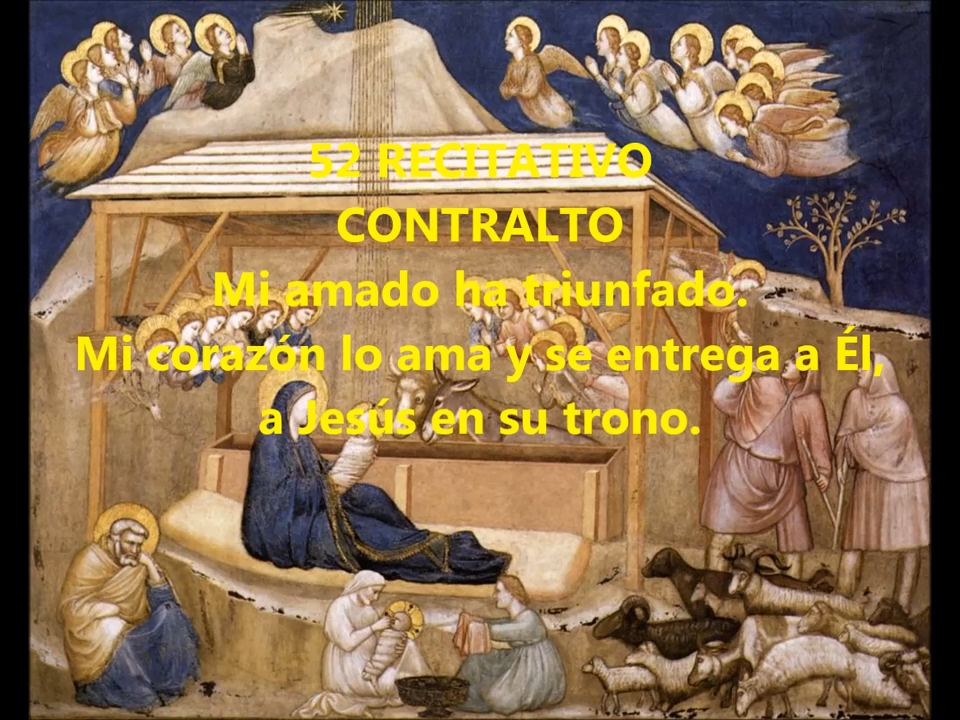 52 RECITATIVO
CONTRALTO
Mi amado ha triunfado.
Mi corazón lo ama y se entrega a Él,
a Jesús en su trono.